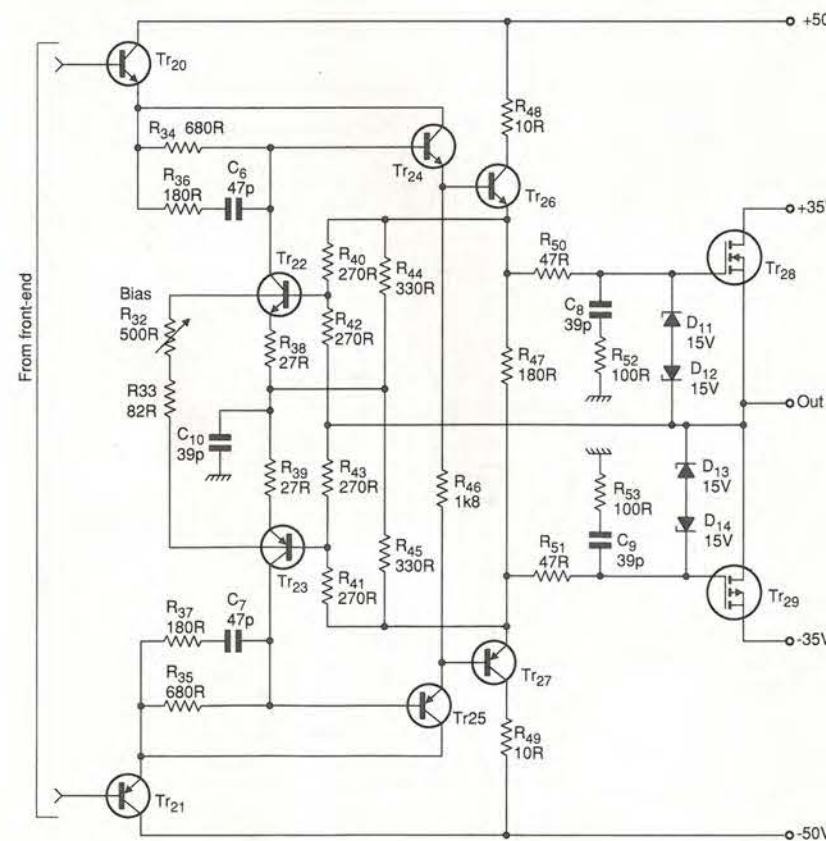 +50
Tr20
R48
10R
R34 680R
Tr24
C6
47p
R36
180R
Tr26
+35
R50
47R
Tr22
R40
270R
R44
330R
Tr28
Bias
R32
500R
C8
39p
D11
15V
R42
270R
R38
27R
R47
180R
R52
100R
D12
15V
From front-end
R33
82R
Out
C10
39p
D13
15V
R39
27R
R43
270R
R46
1k8
R53
100R
D14
15V
R45
330R
R51
47R
C9
39p
Tr23
R41
270R
Tr29
C7
47p
R37
180R
-35V
R35
680R
Tr27
Tr25
R49
10R
Tr21
-50V